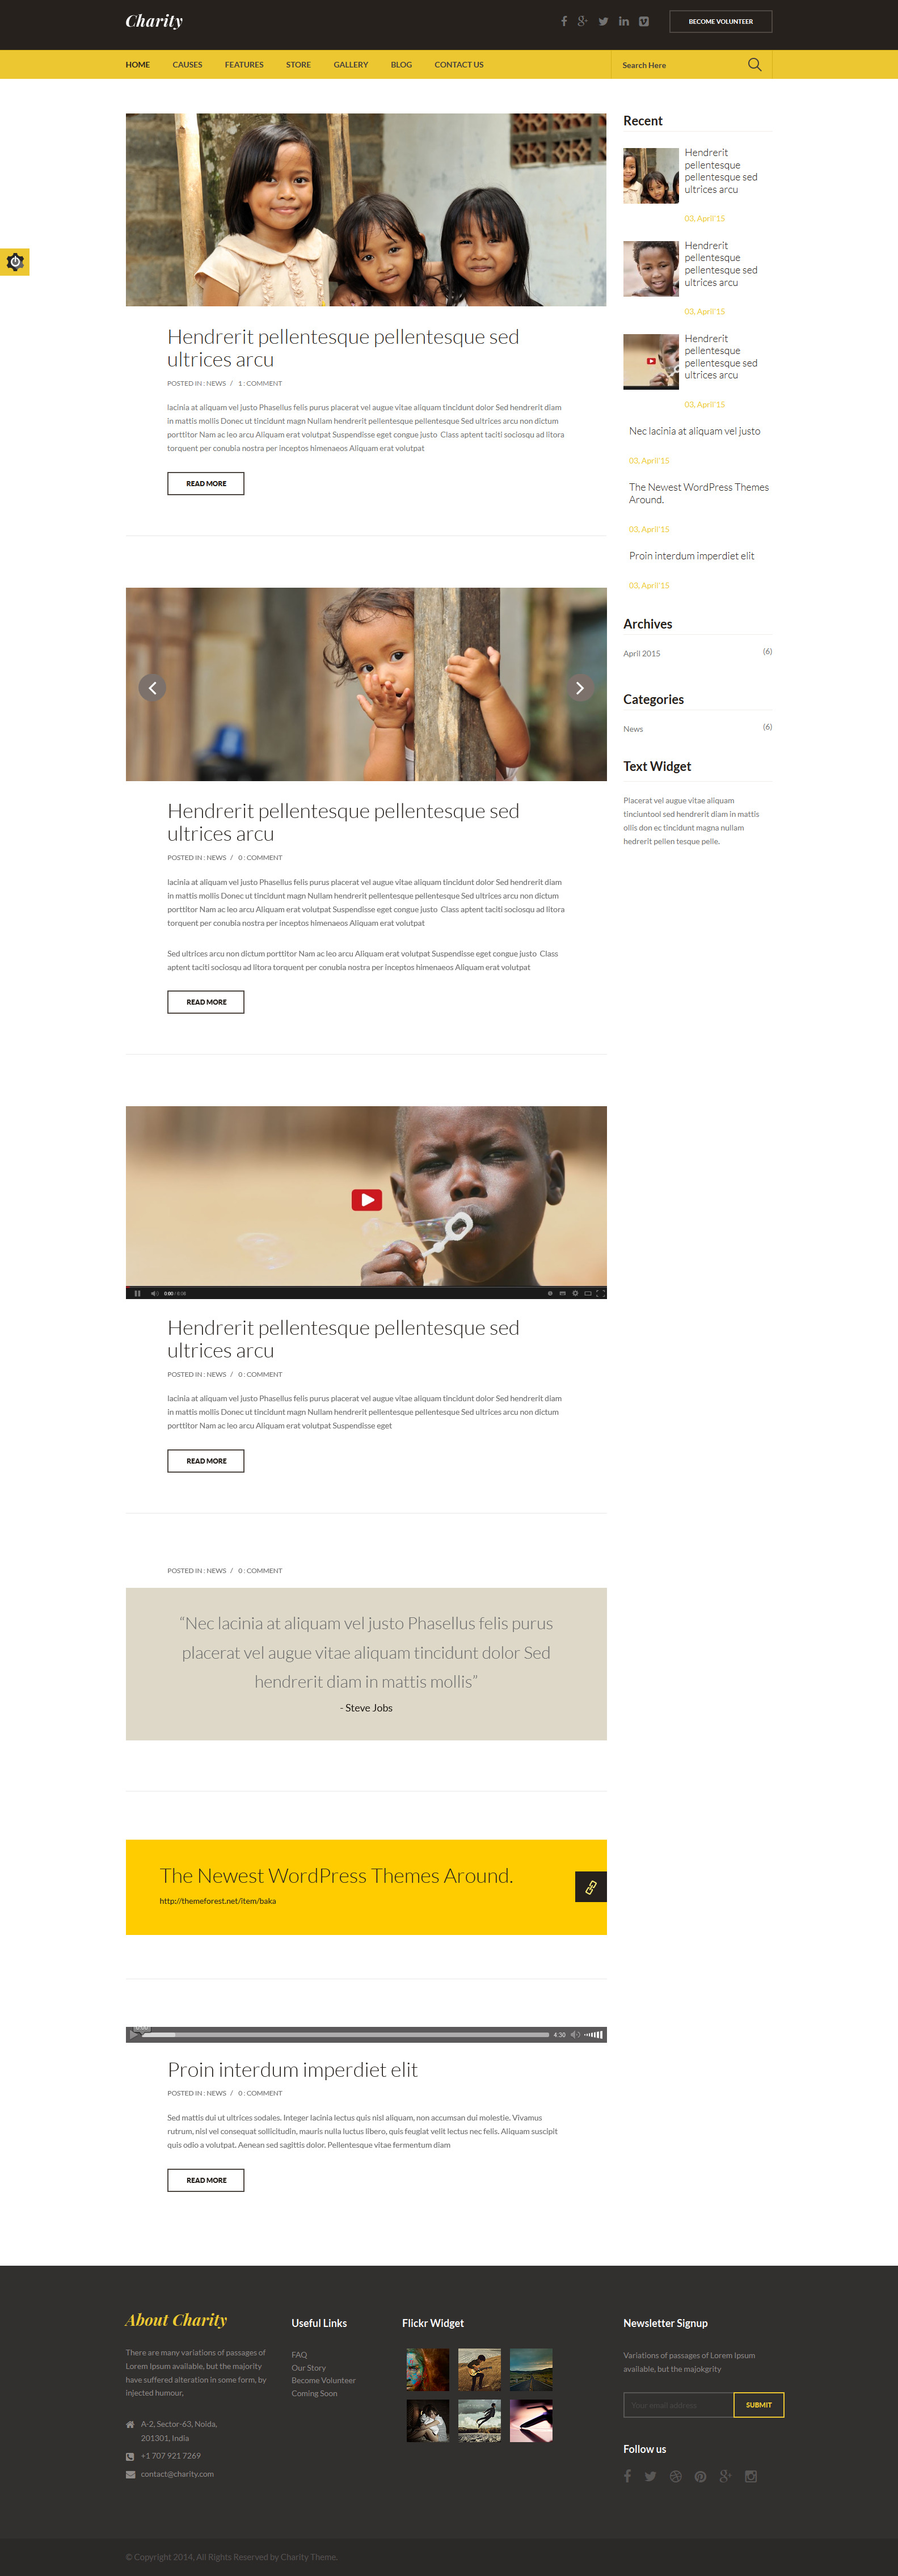 Charity
BECOME VOLUNTEER
HOME CAUSES FEATURES STORE GALLERY BLOG CONTACT US
Search Here
Hendrerit pellentesque pellentesque sed
ultrices arcu
POSTED IN : NEWS / 1 : COMMENT
lacinia at aliquam vel justo Phasellus felis purus placerat vel augue vitae aliquam tincidunt dolor Sed hendrerit diam
in mattis mollis Donec ut tincidunt magn Nullam hendrerit pellentesque pellentesque Sed ultrices arcu non dictum
porttitor Nam ac leo arcu Aliquam erat volutpat Suspendisse eget congue justo Class aptent taciti sociosqu ad litora
torquent per conubia nostra per inceptos himenaeos Aliquam erat volutpat
READ MORE
Hendrerit pellentesque pellentesque sed
ultrices arcu
POSTED IN : NEWS / 0 : COMMENT
lacinia at aliquam vel justo Phasellus felis purus placerat vel augue vitae aliquam tincidunt dolor Sed hendrerit diam
in mattis mollis Donec ut tincidunt magn Nullam hendrerit pellentesque pellentesque Sed ultrices arcu non dictum
porttitor Nam ac leo arcu Aliquam erat volutpat Suspendisse eget congue justo Class aptent taciti sociosqu ad litora
torquent per conubia nostra per inceptos himenaeos Aliquam erat volutpat
Sed ultrices arcu non dictum porttitor Nam ac leo arcu Aliquam erat volutpat Suspendisse eget congue justo Class
aptent taciti sociosqu ad litora torquent per conubia nostra per inceptos himenaeos Aliquam erat volutpat
READ MORE
Hendrerit pellentesque pellentesque sed
ultrices arcu
POSTED IN : NEWS / 0 : COMMENT
lacinia at aliquam vel justo Phasellus felis purus placerat vel augue vitae aliquam tincidunt dolor Sed hendrerit diam
in mattis mollis Donec ut tincidunt magn Nullam hendrerit pellentesque pellentesque Sed ultrices arcu non dictum
porttitor Nam ac leo arcu Aliquam erat volutpat Suspendisse eget
READ MORE
POSTED IN : NEWS / 0 : COMMENT
“Nec lacinia at aliquam vel justo Phasellus felis purus
placerat vel augue vitae aliquam tincidunt dolor Sed
hendrerit diam in mattis mollis”
- Steve Jobs
The Newest WordPress Themes Around.
http://themeforest.net/item/baka
4:30
Proin interdum imperdiet elit
POSTED IN : NEWS / 0 : COMMENT
Sed mattis dui ut ultrices sodales. Integer lacinia lectus quis nisl aliquam, non accumsan dui molestie. Vivamus
rutrum, nisl vel consequat sollicitudin, mauris nulla luctus libero, quis feugiat velit lectus nec felis. Aliquam suscipit
quis odio a volutpat. Aenean sed sagittis dolor. Pellentesque vitae fermentum diam
READ MORE
Recent
Hendrerit
pellentesque
pellentesque sed
ultrices arcu
03, April'15
Hendrerit
pellentesque
pellentesque sed
ultrices arcu
03, April'15
Hendrerit
pellentesque
pellentesque sed
ultrices arcu
03, April'15
Nec lacinia at aliquam vel justo
03, April'15
The Newest WordPress Themes
Around.
03, April'15
Proin interdum imperdiet elit
03, April'15
Archives
April 2015 (6)
Categories
News (6)
Text Widget
Placerat vel augue vitae aliquam
tinciuntool sed hendrerit diam in mattis
ollis don ec tincidunt magna nullam
hedrerit pellen tesque pelle.
About Charity
There are many variations of passages of
Lorem Ipsum available, but the majority
have suffered alteration in some form, by
injected humour,
A-2, Sector-63, Noida,
201301, India
+1 707 921 7269
contact@charity.com
Useful Links
FAQ
Our Story
Become Volunteer
Coming Soon
Flickr Widget
Newsletter Signup
Variations of passages of Lorem Ipsum
available, but the majokgrity
Your email address
SUBMIT
Follow us
© Copyright 2014, All Rights Reserved by Charity Theme.